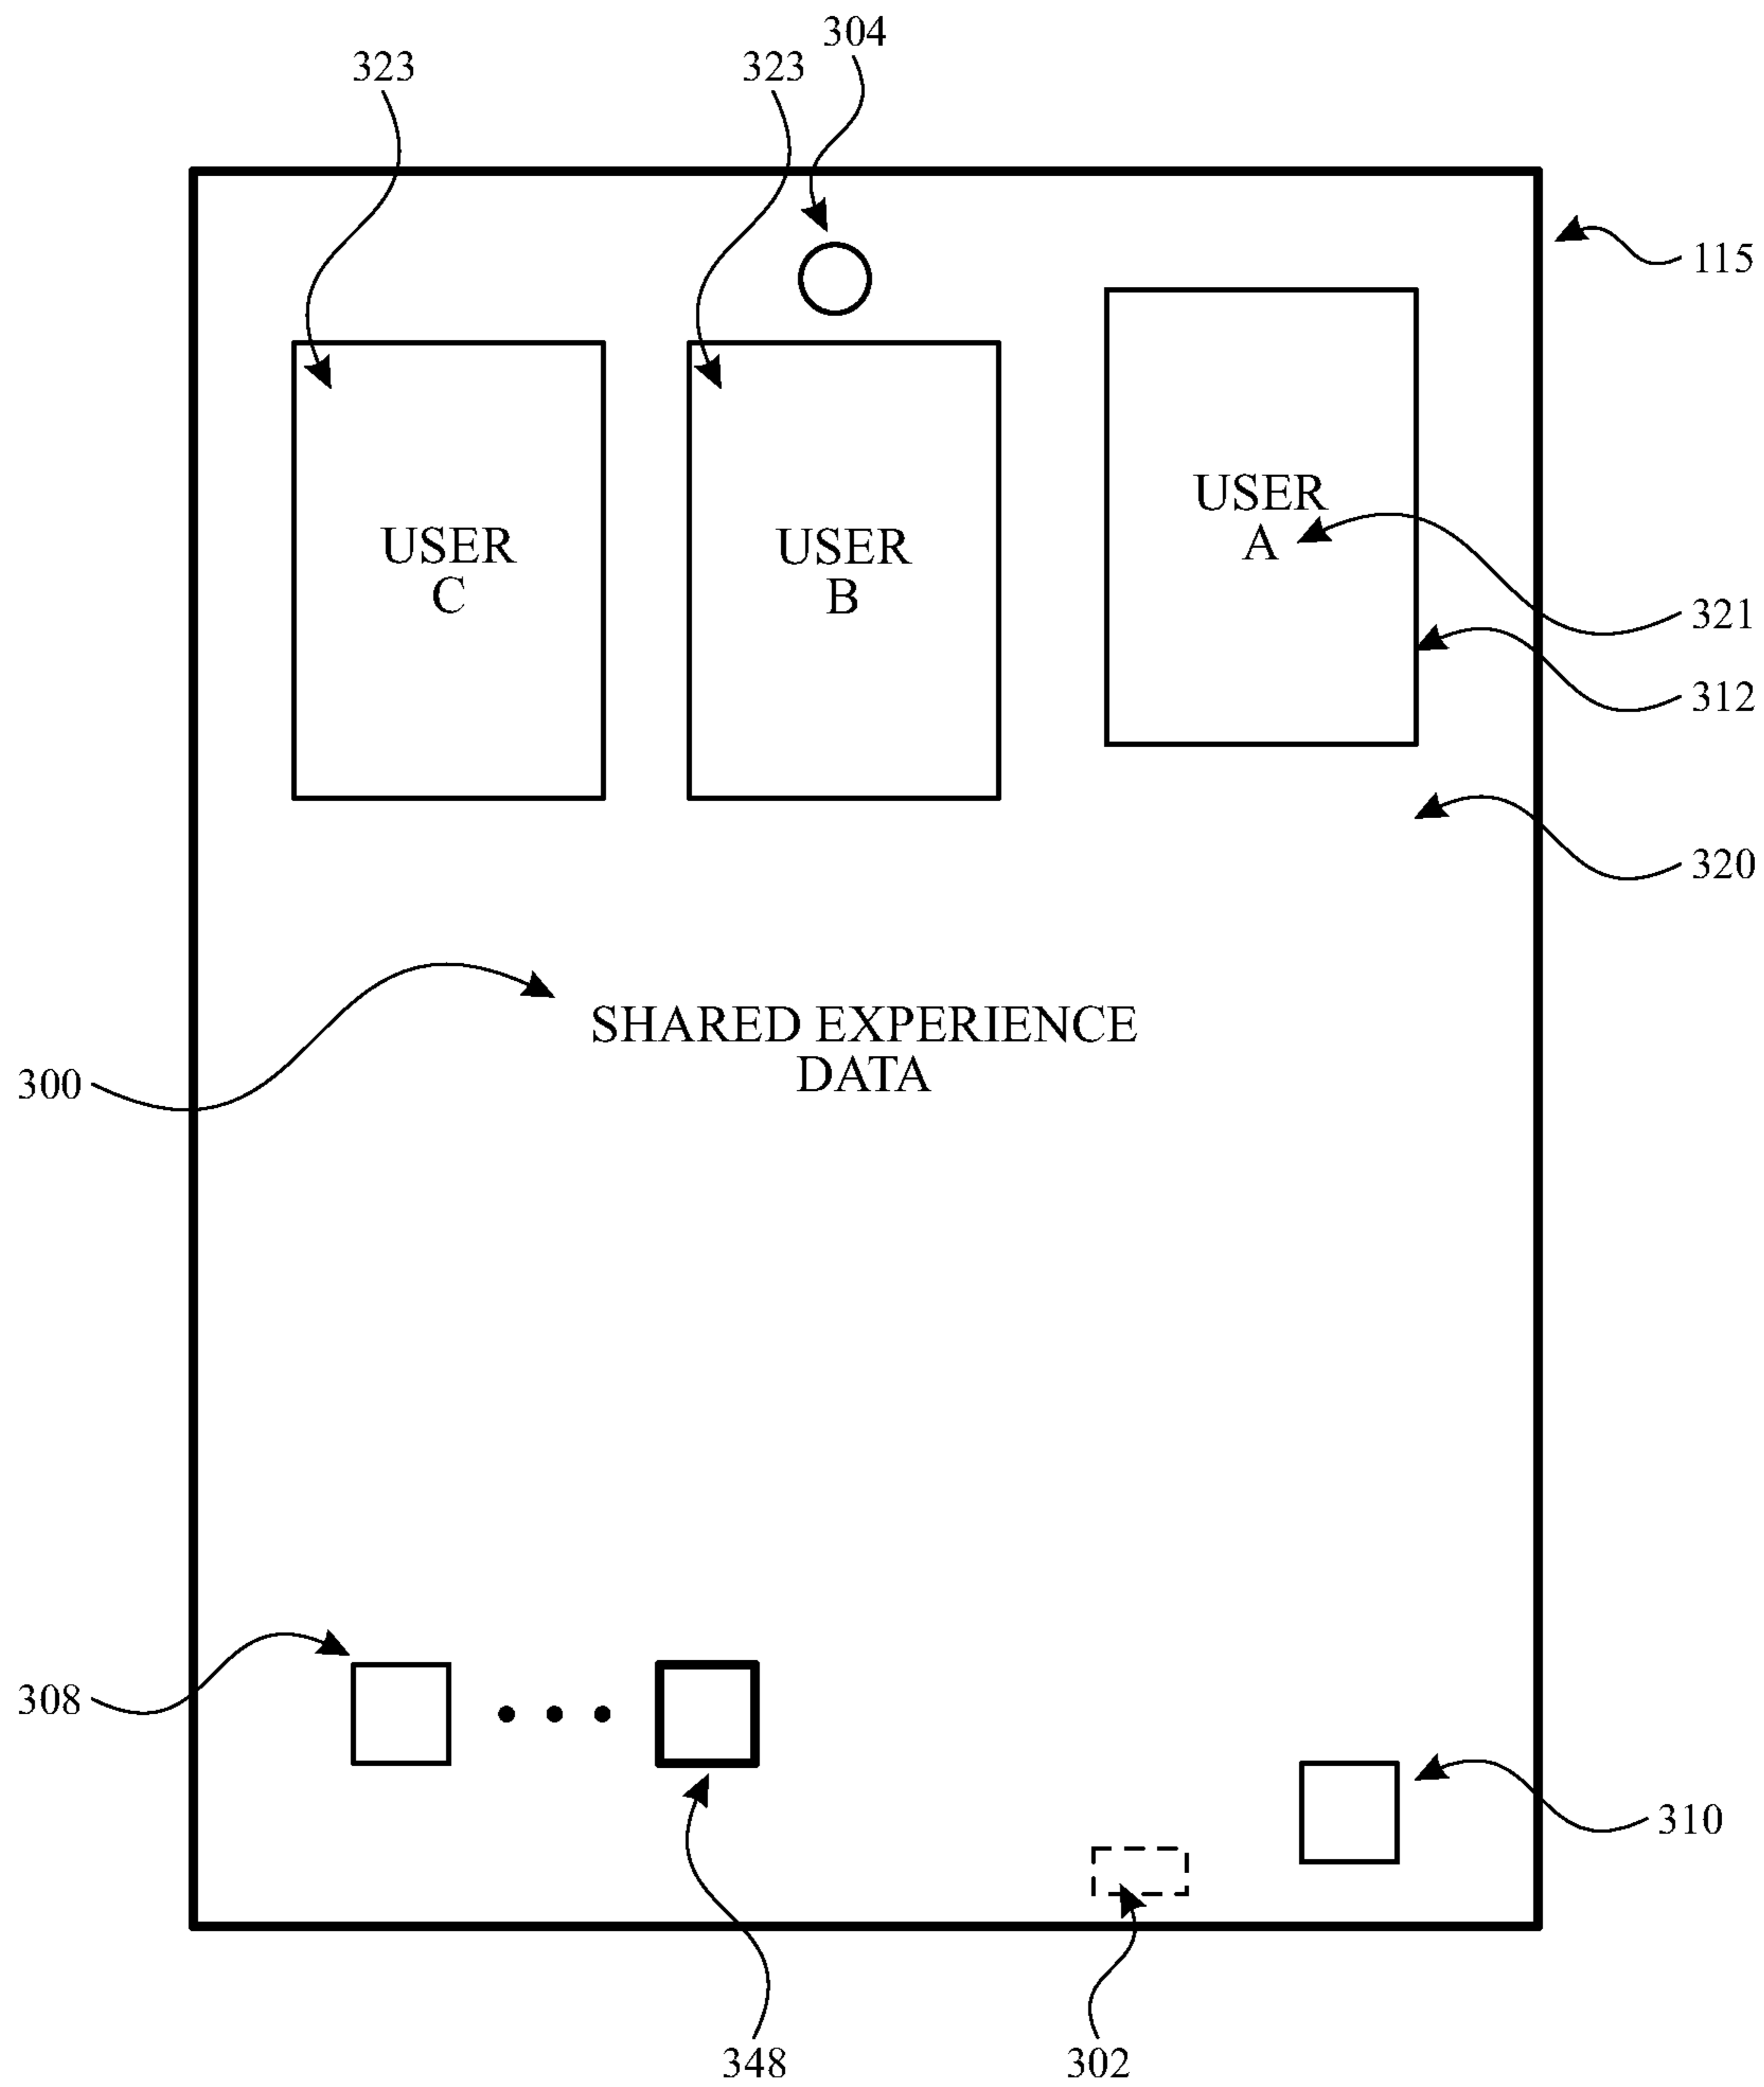 304
323
323
115
USER
A
USER
C
USER
B
321
312
320
SHARED EXPERIENCE
DATA
300
308
310
348
302